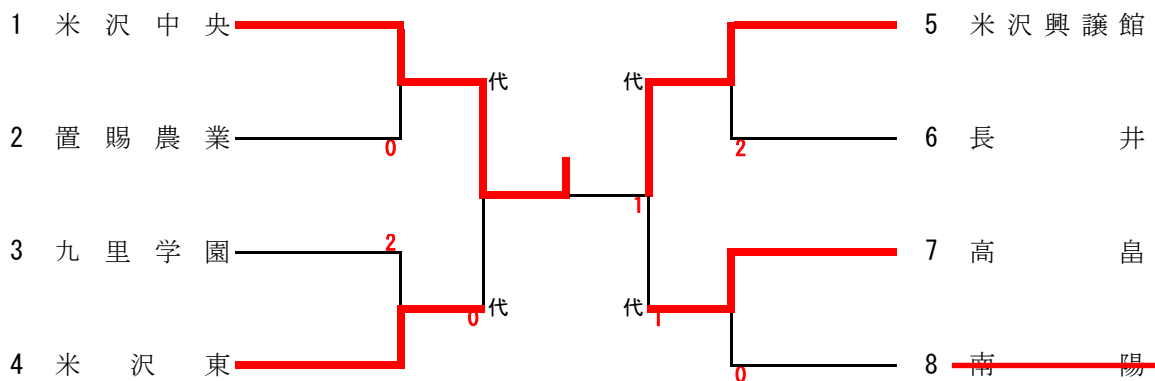 1 米沢中央
代
2 置賜農業
0
3 九里学園
2
代
0
4 米沢東
5 米沢興譲館
代
6 長井
2
1
7 高畠
代
1
8 南陽
0